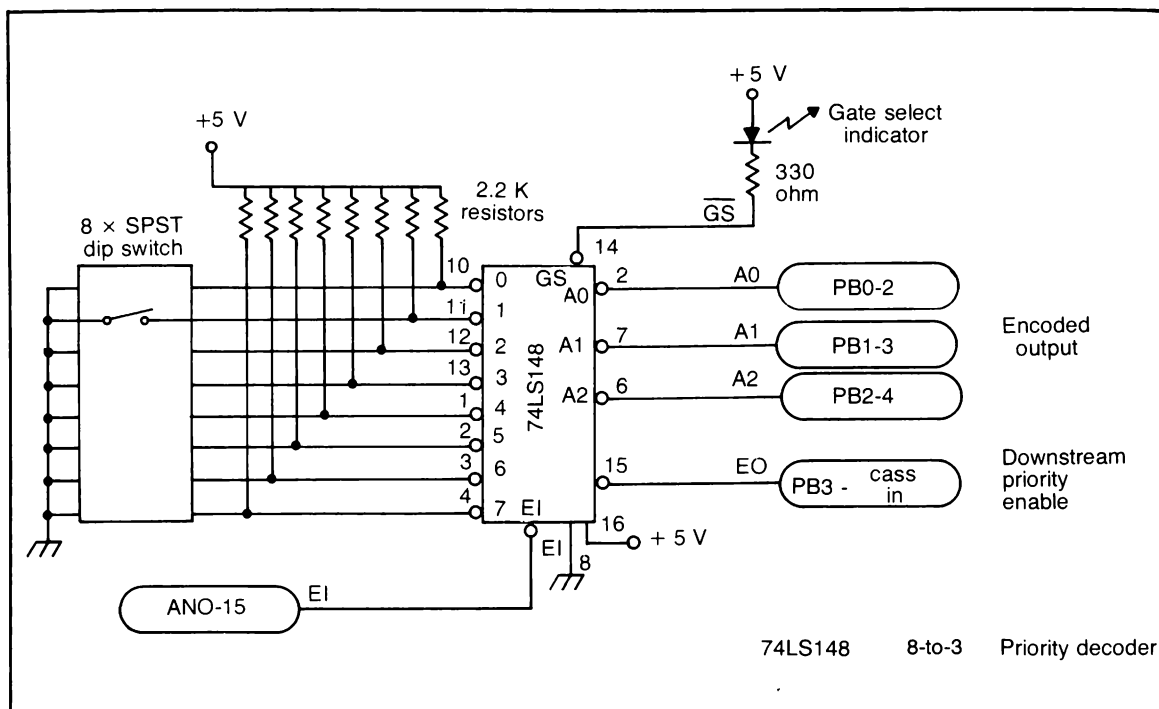 +5 V
Gate select
indicator
+5 V
330
ohm
2.2 K
resistors
GS
8 × SPST
dip switch
14
10
0
GS
A0
2
A0
PB0-2
11
1
12
2
A1
7
A1
PB1-3
Encoded
output
13
3
74LS148
1
4
A2
6
A2
PB2-4
2
5
3
6
15
EO
PB3 - cass
in
Downstream
priority
enable
4
7
EI
16
+ 5 V
EI
8
ANO-15
EI
74LS148 8-to-3 Priority decoder